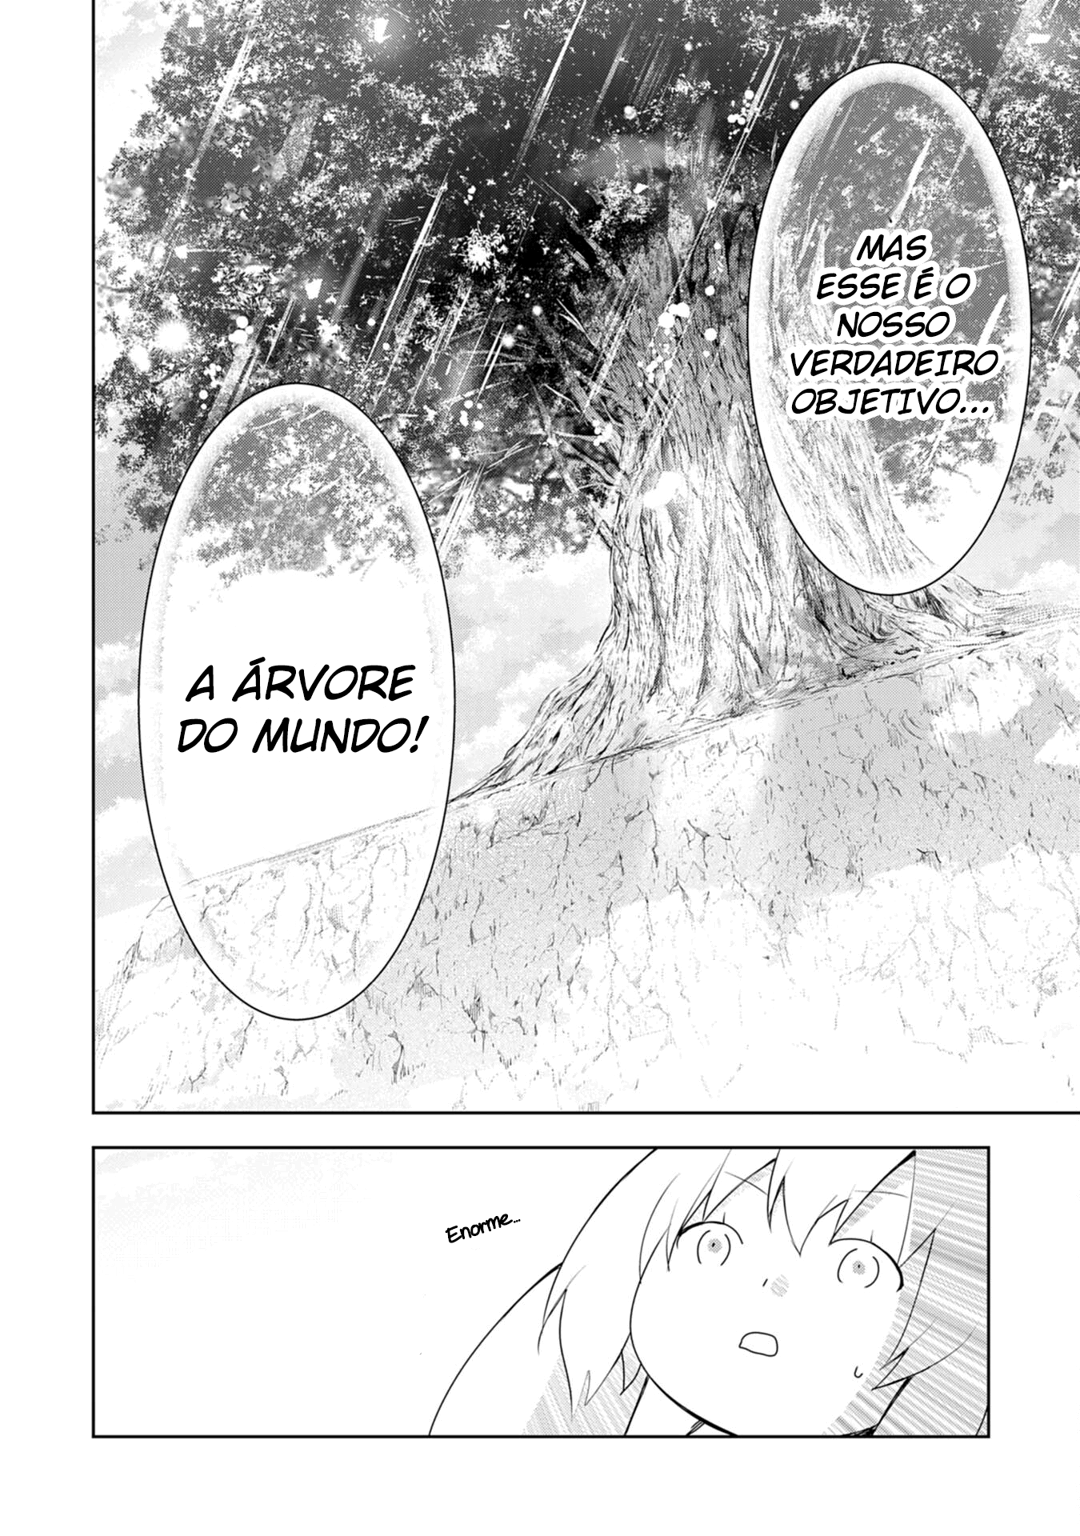 MAS
ESSE É O
NOSSO
VERDADEIRO
OBJETIVO...
A ÁRVORE
DO MUNDO!
Enorme...